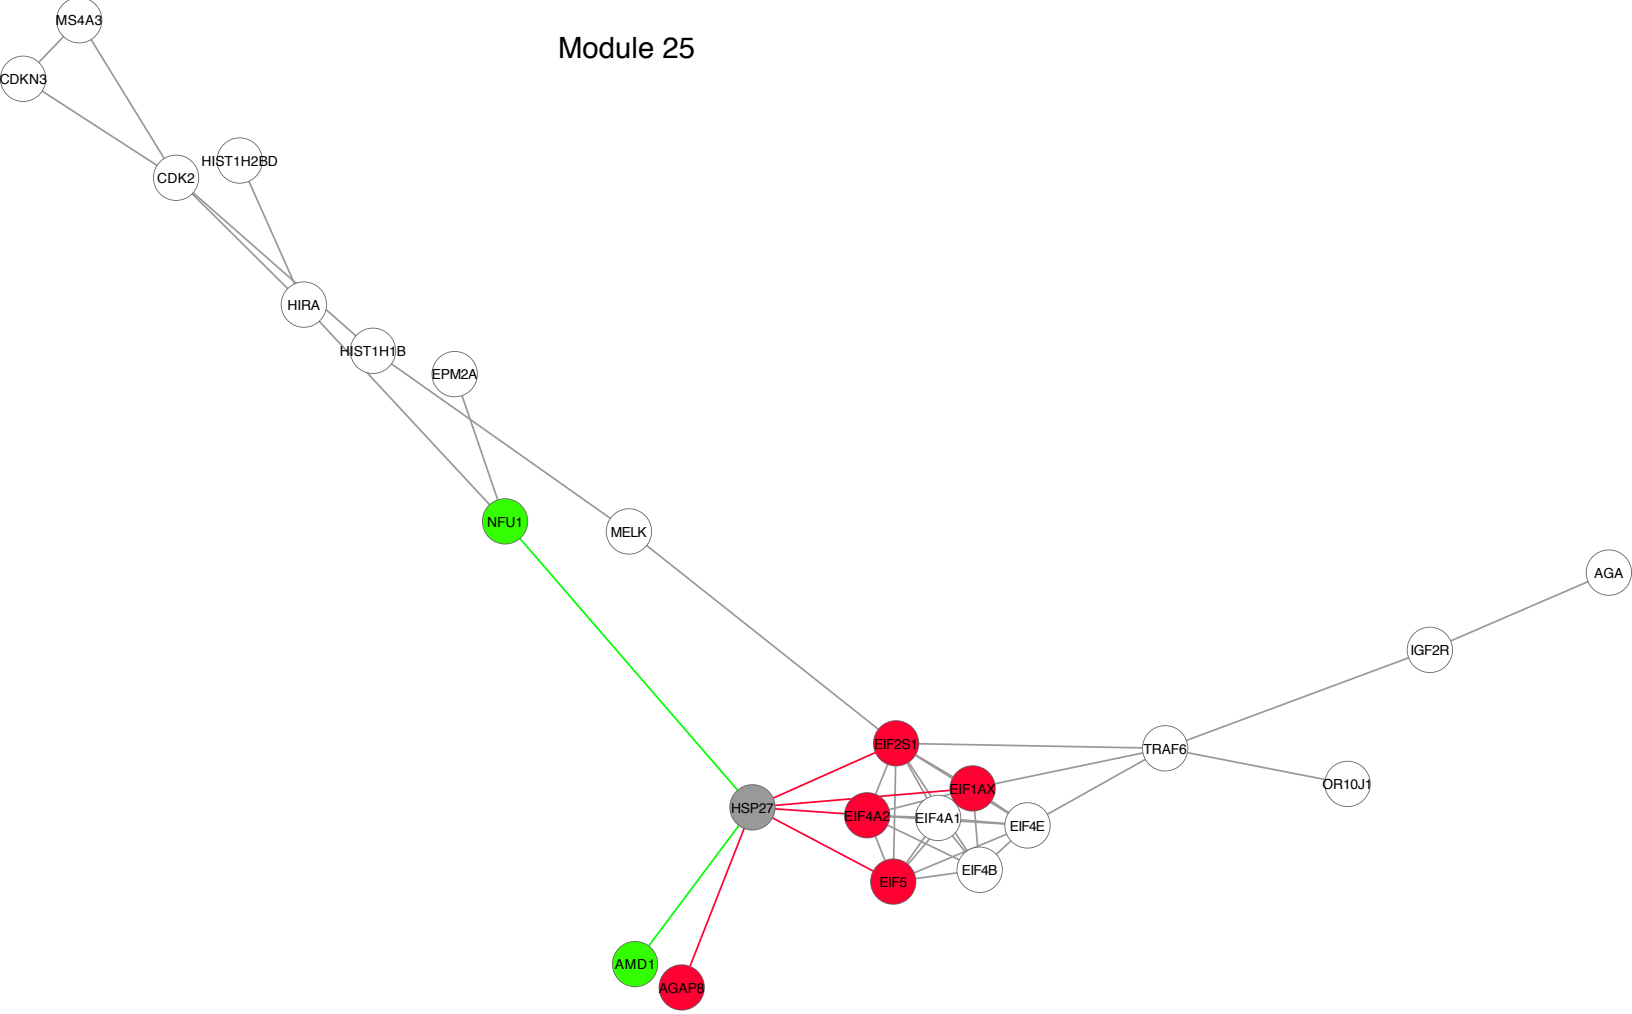 MS4A3
Module 25
CDKN3
HIST1H2BD
CDK2
HIRA
HIST1H1B
EPM2A
NFU1
MELK
AGA
IGF2R
EIF2S1
TRAF6
OR10J1
EIF1AX
HSP27
EIF4A2
EIF4A1
EIF4E
EIF4B
EIF5
AMD1
AGAP8